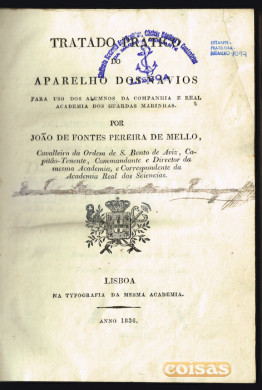 TRATADO PRATICO
DO
APARELHO DOS NAVIOS
PARA USO DOS ALUMNOS DA COMPANHIA E REAL
ACADEMIA DOS GUARDAS MARINHAS.
POR
JOÃO DE FONTES PEREIRA DE MELLO,
Cavalleiro da Ordem de S. Bento de Aviz, Ca-
pitão-Tenente, Commandante e Director da
mesma Academia, e Correspondente da
Academia Real das Sciencias.
LISBOA
NA TYPOGRAFIA DA MESMA ACADEMIA.
ANNO 1836.
coisas